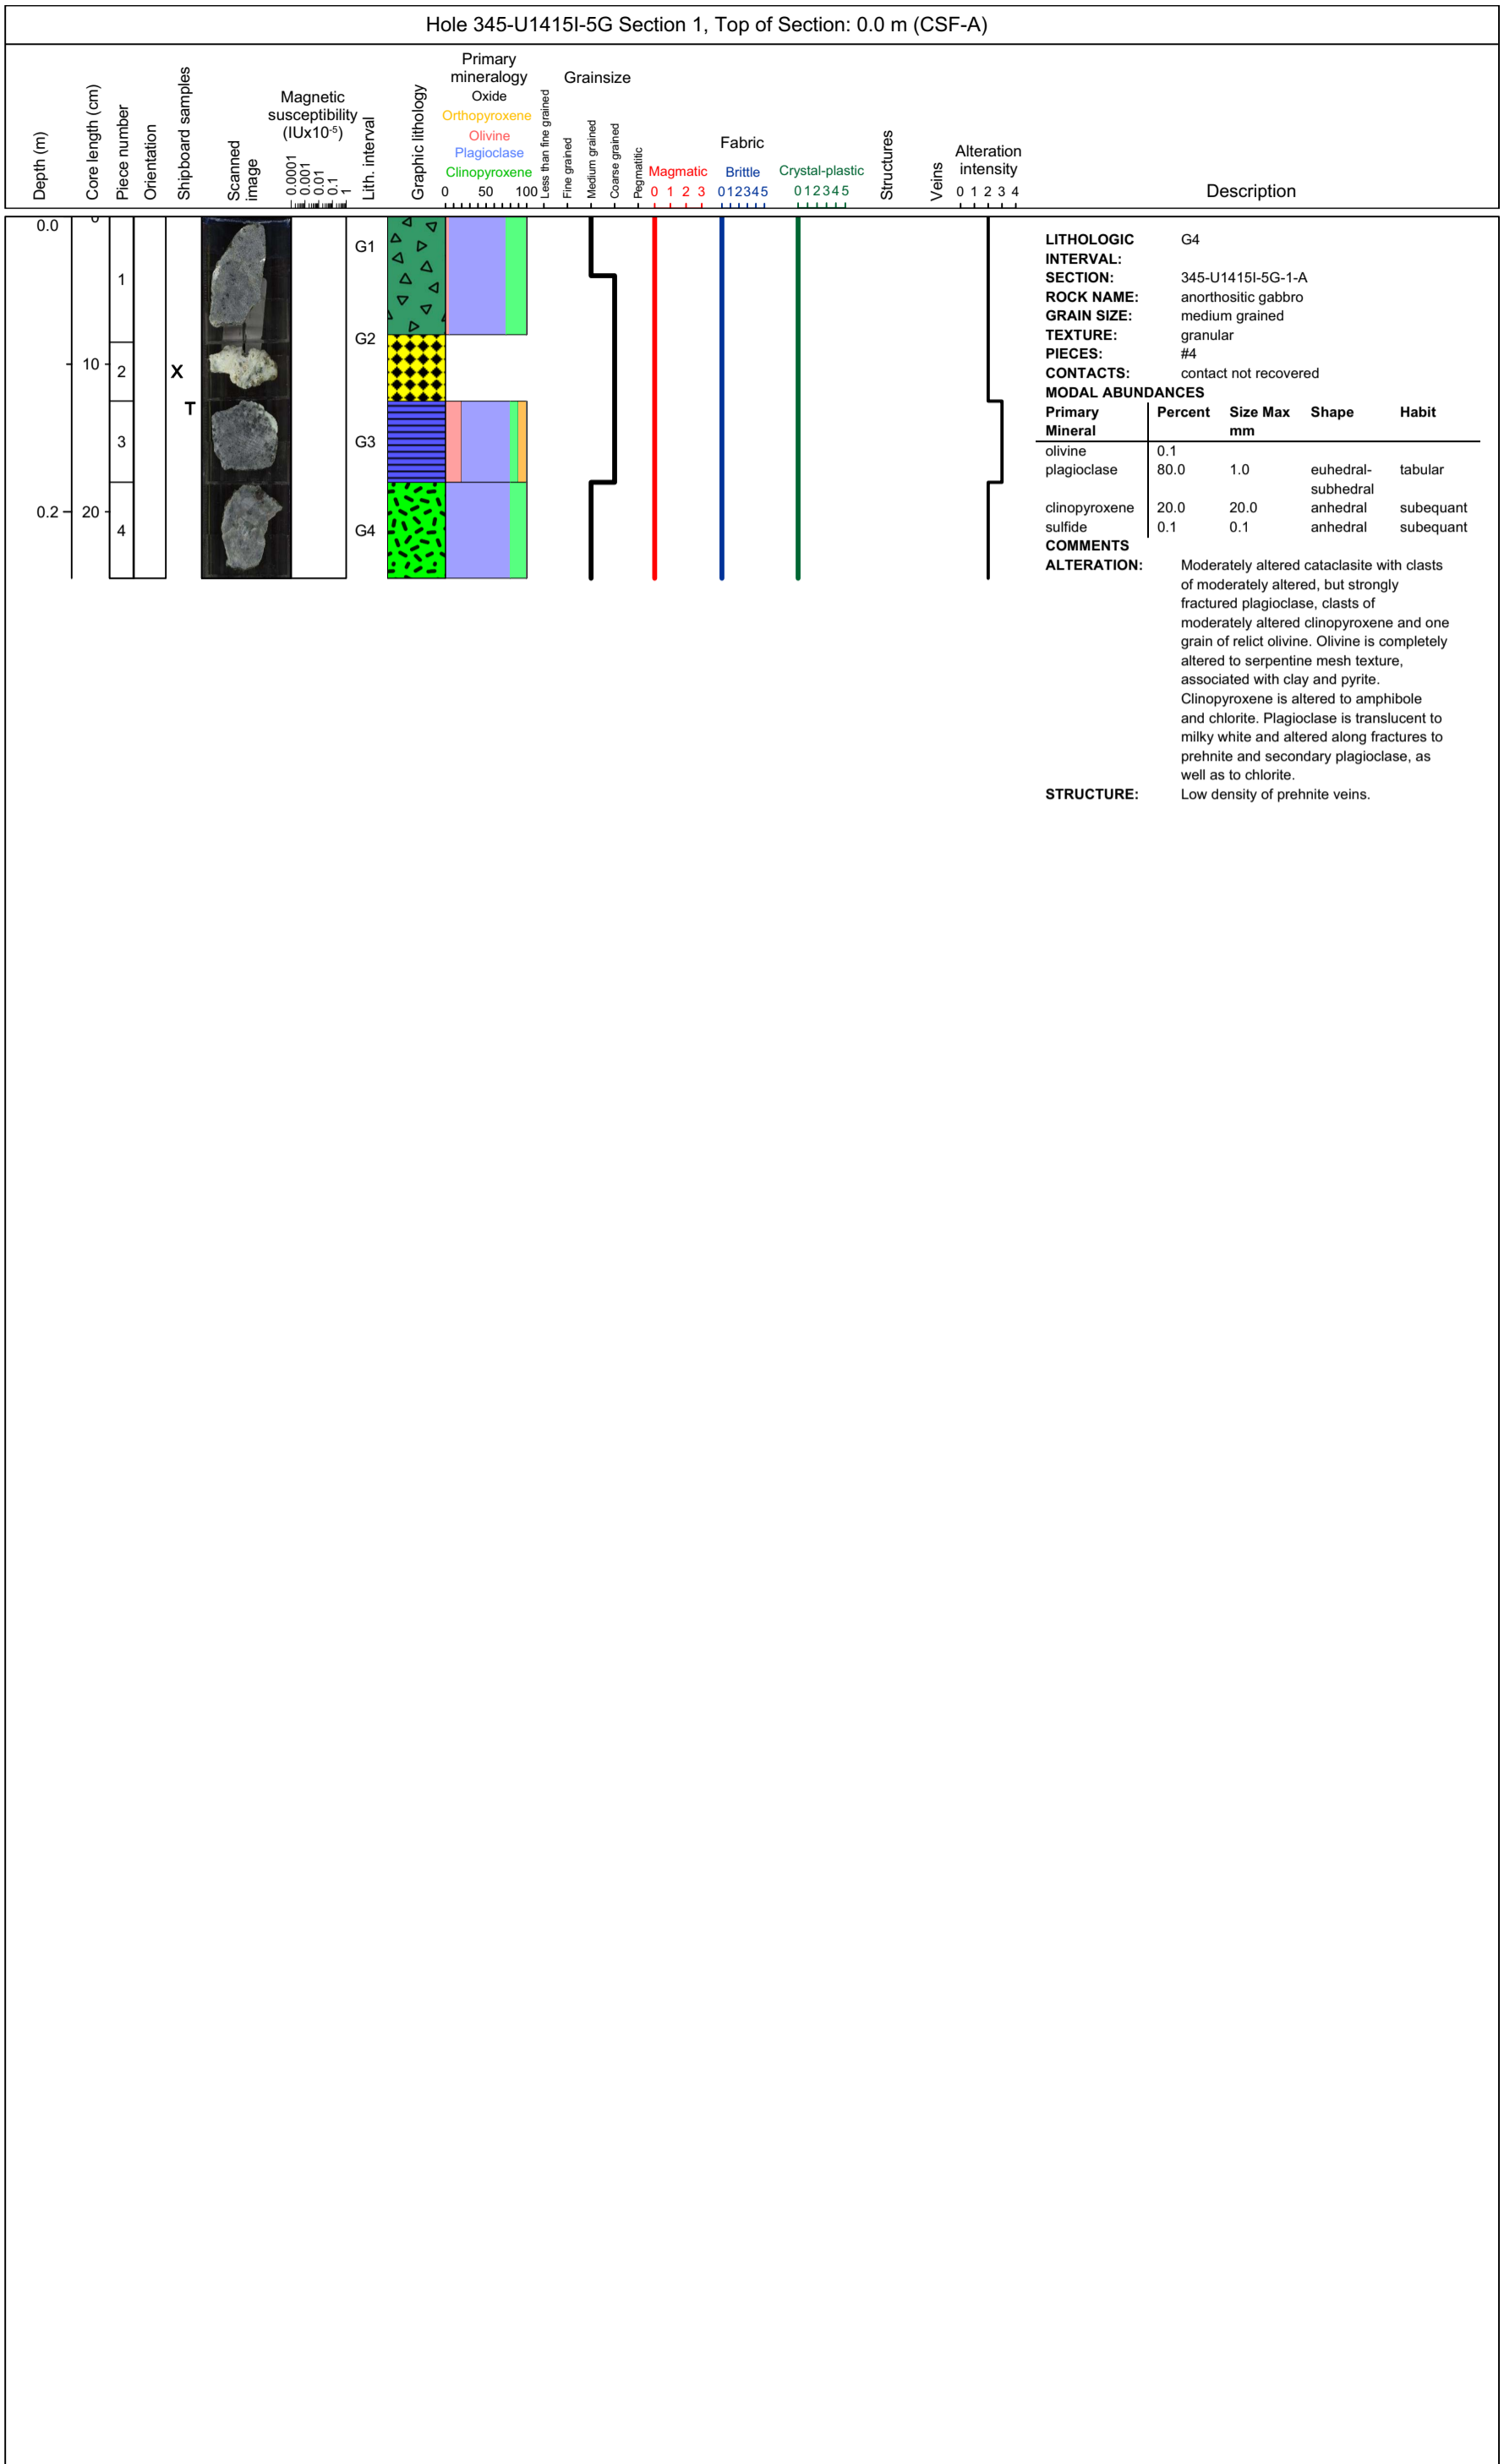 Hole 345-U1415I-5G Section 1, Top of Section: 0.0 m (CSF-A)
Depth (m)
Core length (cm)
Piece number
Orientation
Shipboard samples
Scanned
image
Magnetic
susceptibility
(IUx10-5)
0.0001
0.001
0.01
0.1
1
Lith. interval
Graphic lithology
Primary
mineralogy
Oxide
Orthopyroxene
Olivine
Plagioclase
Clinopyroxene
0 50 100
Grainsize
Less than fine grained
Fine grained
Medium grained
Coarse grained
Pegmatitic
Fabric
Magmatic
0 1 2 3
Brittle
0 1 2 3 4 5
Crystal-plastic
0 1 2 3 4 5
Structures
Veins
Alteration
intensity
0 1 2 3 4
Description
0.0
0
1
G1
G2
10
2
X
T
3
G3
0.2
20
4
G4
LITHOLOGIC G4
INTERVAL:
SECTION: 345-U1415I-5G-1-A
ROCK NAME: anorthositic gabbro
GRAIN SIZE: medium grained
TEXTURE: granular
PIECES: #4
CONTACTS: contact not recovered
MODAL ABUNDANCES
Primary Percent Size Max Shape Habit
Mineral mm
olivine 0.1
plagioclase 80.0 1.0 euhedral- tabular
subhedral
clinopyroxene 20.0 20.0 anhedral subequant
sulfide 0.1 0.1 anhedral subequant
COMMENTS
ALTERATION: Moderately altered cataclasite with clasts
of moderately altered, but strongly
fractured plagioclase, clasts of
moderately altered clinopyroxene and one
grain of relict olivine. Olivine is completely
altered to serpentine mesh texture,
associated with clay and pyrite.
Clinopyroxene is altered to amphibole
and chlorite. Plagioclase is translucent to
milky white and altered along fractures to
prehnite and secondary plagioclase, as
well as to chlorite.
STRUCTURE: Low density of prehnite veins.